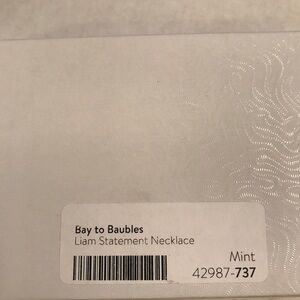 Bay to Baubles
Liam Statement Necklace
Mint
42987-737